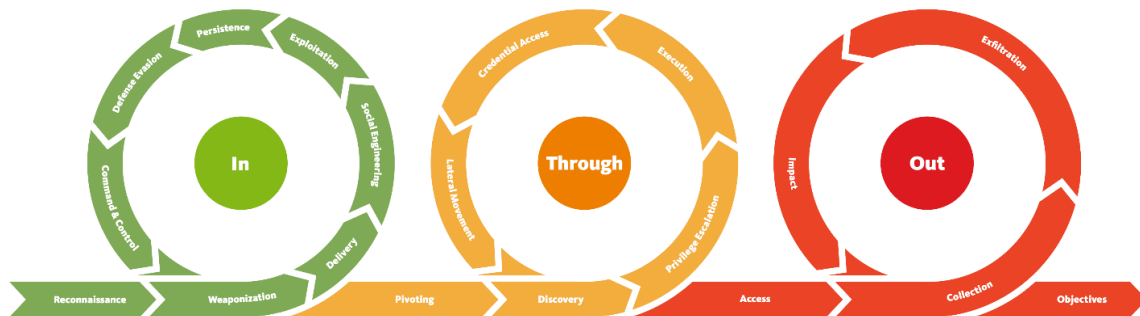 In
Reconnaissance
Weaponization
Delivery
Social Engineering
Exploitation
Persistence
Defense Evasion
Command & Control
Through
Pivoting
Discovery
Privilege Escalation
Execution
Credential Access
Lateral Movement
Out
Access
Collection
Exfiltration
Impact
Objectives